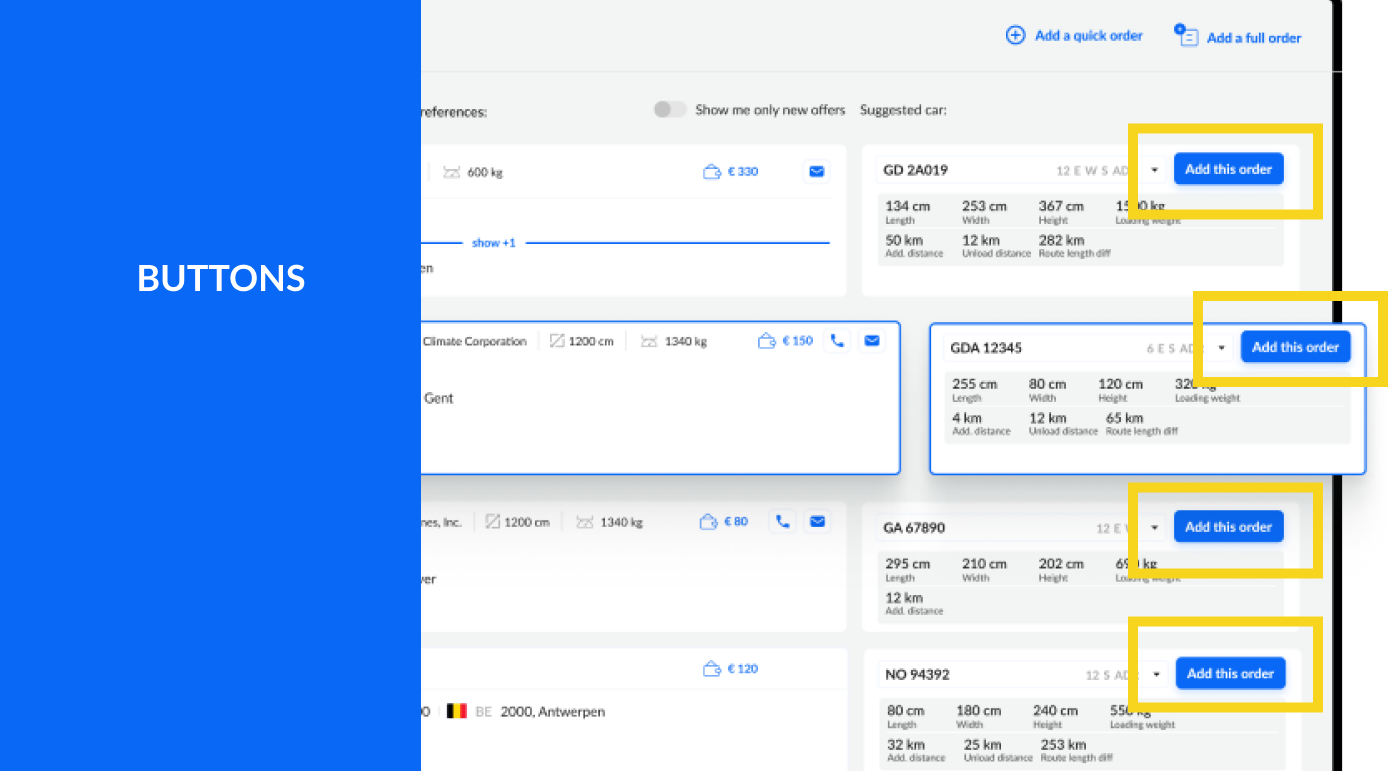 BUTTONS
Add a quick order
Add a full order
references:
Show me only new offers
Suggested car:
600 kg
€ 330
show +1
en
GD 2A019
12 E W S AD
Add this order
134 cm 253 cm 367 cm
Length Width Height Loading weight
50 km 12 km 282 km
Add. distance Unload distance Route length diff
Climate Corporation
1200 cm
1340 kg
€ 150
Gent
GDA 12345
6 E S AD
Add this order
255 cm 80 cm 120 cm
Length Width Height Loading weight
4 km 12 km 65 km
Add. distance Unload distance Route length diff
nes, Inc.
1200 cm
1340 kg
€ 80
ver
GA 67890
12 E
Add this order
295 cm 210 cm 202 cm
Length Width Height Loading weight
12 km
Add. distance
€ 120
0
BE 2000, Antwerpen
NO 94392
12 S AD
Add this order
80 cm 180 cm 240 cm
Length Width Height Loading weight
32 km 25 km 253 km
Add. distance Unload distance Route length diff